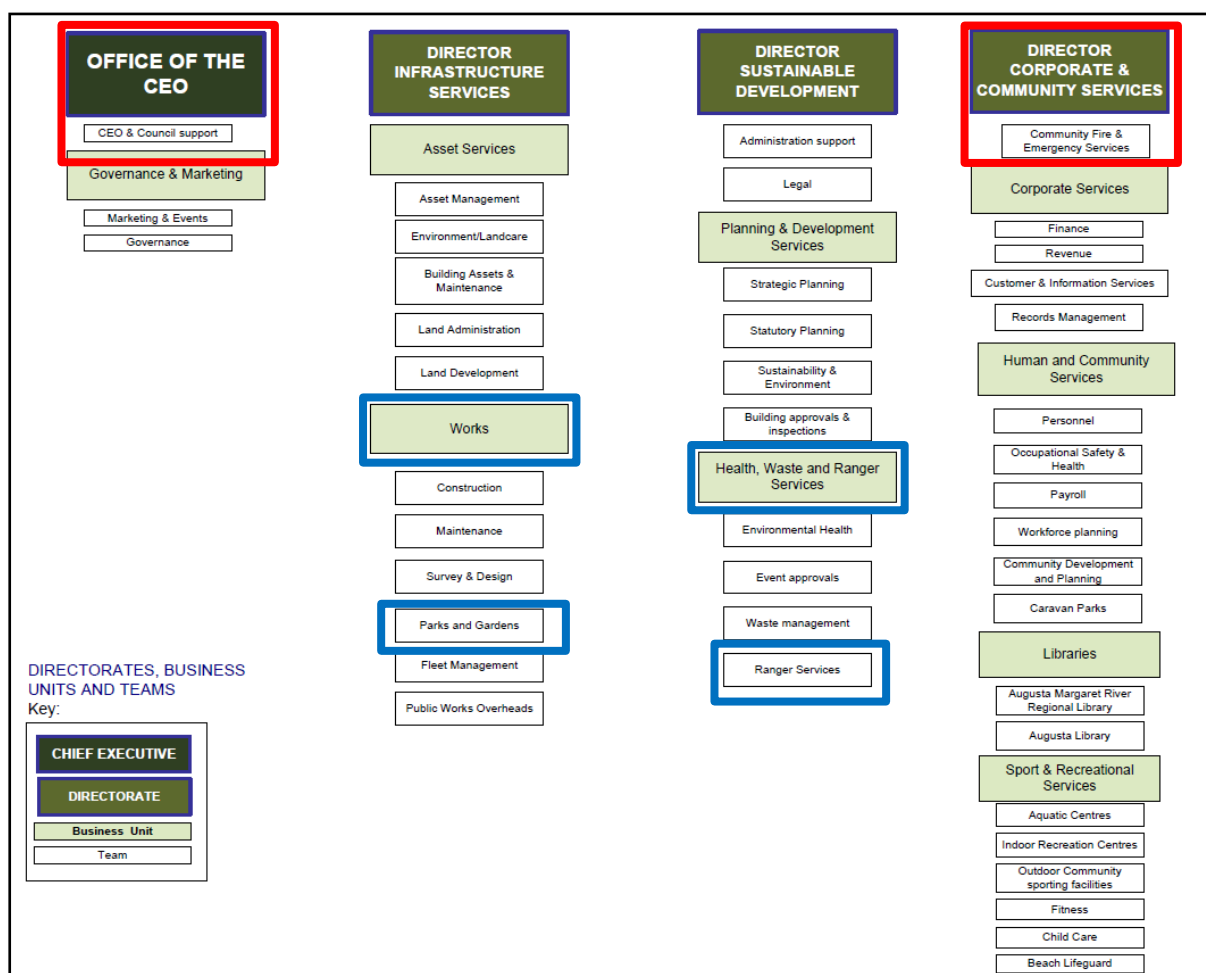 OFFICE OF THE
CEO
CEO & Council support
Governance & Marketing
Marketing & Events
Governance
DIRECTOR
INFRASTRUCTURE
SERVICES
Asset Services
Asset Management
Environment/Landcare
Building Assets &
Maintenance
Land Administration
Land Development
Works
Construction
Maintenance
Survey & Design
Parks and Gardens
Fleet Management
Public Works Overheads
DIRECTOR
SUSTAINABLE
DEVELOPMENT
Administration support
Legal
Planning & Development
Services
Strategic Planning
Statutory Planning
Sustainability &
Environment
Building approvals &
inspections
Health, Waste and Ranger
Services
Environmental Health
Event approvals
Waste management
Ranger Services
DIRECTOR
CORPORATE &
COMMUNITY SERVICES
Community Fire &
Emergency Services
Corporate Services
Finance
Revenue
Customer & Information Services
Records Management
Human and Community
Services
Personnel
Occupational Safety &
Health
Payroll
Workforce planning
Community Development
and Planning
Caravan Parks
Libraries
Augusta Margaret River
Regional Library
Augusta Library
Sport & Recreational
Services
Aquatic Centres
Indoor Recreation Centres
Outdoor Community
sporting facilities
Fitness
Child Care
Beach Lifeguard
DIRECTORATES, BUSINESS
UNITS AND TEAMS
Key:
CHIEF EXECUTIVE
DIRECTORATE
Business Unit
Team